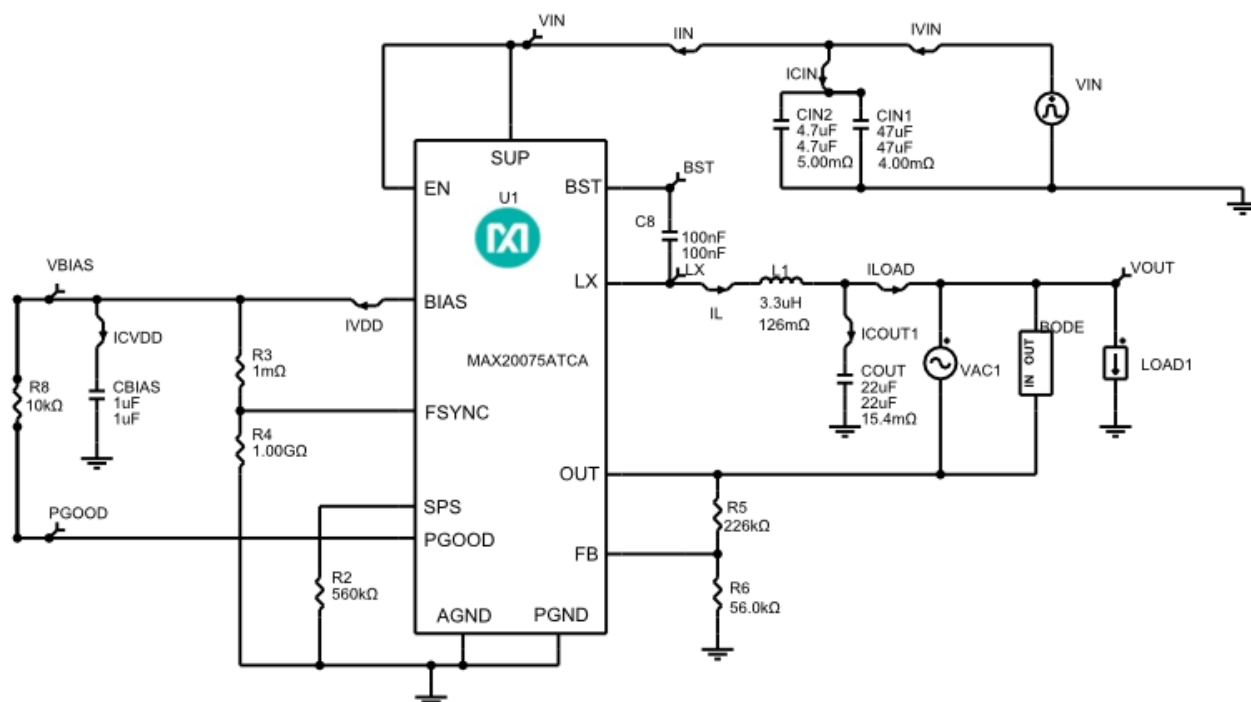 VIN
IIN
IVIN
ICIN
VIN
CIN2
4.7uF
4.7uF
5.00mΩ
CIN1
47uF
47uF
4.00mΩ
SUP
EN
U1
BST
BST
C8
100nF
100nF
LX
LX
IL
L1
3.3uH
126mΩ
ILOAD
VOUT
VBIAS
BIAS
IVDD
ICVDD
MAX20075ATCA
ICOUT1
COUT
22uF
22uF
15.4mΩ
VAC1
BODE
IN OUT
LOAD1
R8
10kΩ
CBIAS
1uF
1uF
R3
1mΩ
FSYNC
R4
1.00GΩ
OUT
SPS
PGOOD
PGOOD
R5
226kΩ
FB
R2
560kΩ
R6
56.0kΩ
AGND
PGND